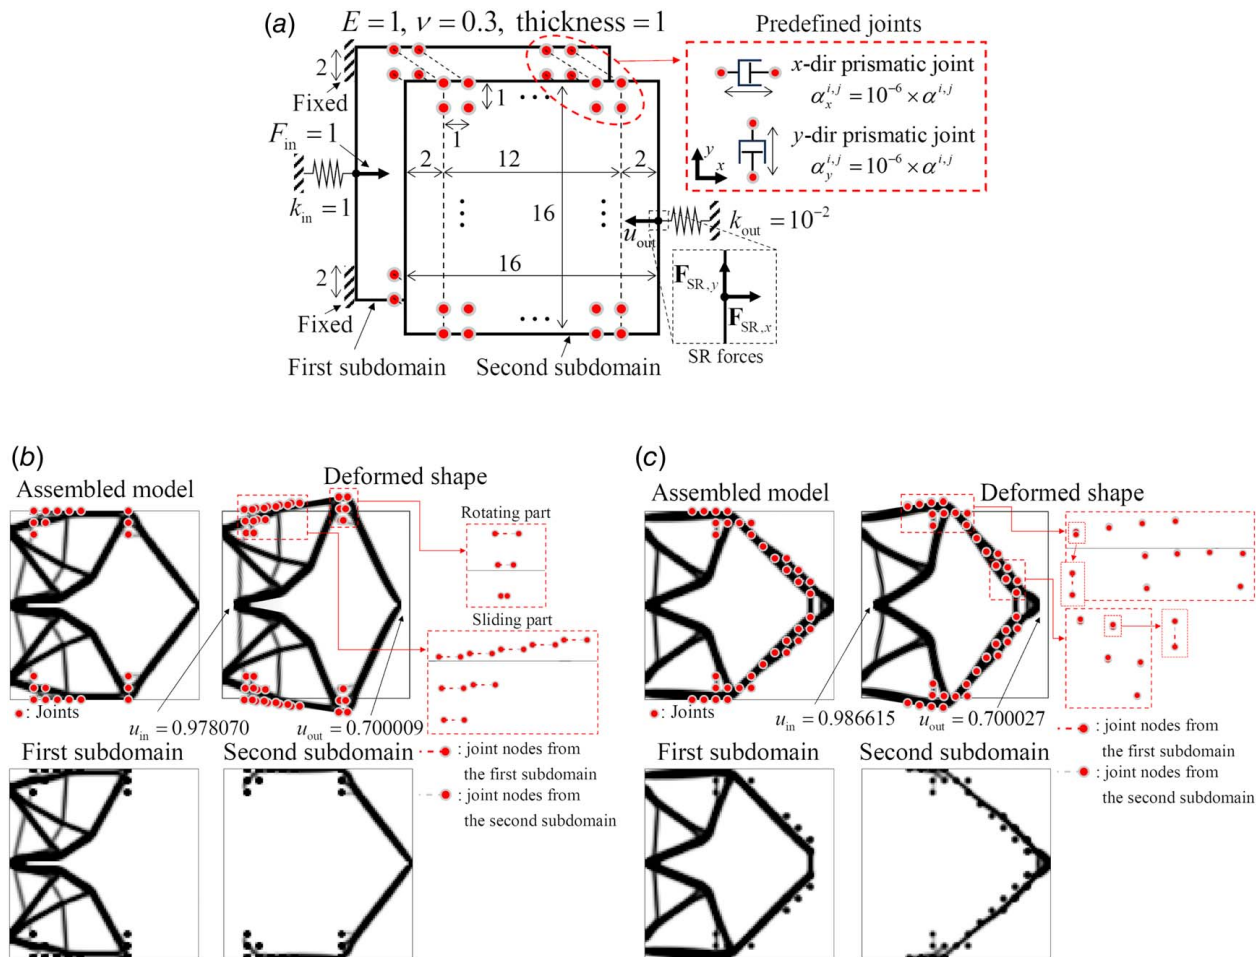 (a) E = 1, ν = 0.3, thickness = 1
Predefined joints
x-dir prismatic joint
α_x^{i,j} = 10^{-6} × α^{i,j}
y-dir prismatic joint
α_y^{i,j} = 10^{-6} × α^{i,j}
y
x
2
Fixed
F_in = 1
k_in = 1
2
Fixed
1
1
2
12
2
16
16
u_out
k_out = 10^{-2}
F_{SR,y}
F_{SR,x}
SR forces
First subdomain
Second subdomain
(b)
Assembled model
Deformed shape
Rotating part
Sliding part
: Joints
u_in = 0.978070
u_out = 0.700009
: joint nodes from
the first subdomain
: joint nodes from
the second subdomain
First subdomain
Second subdomain
(c)
Assembled model
Deformed shape
: Joints
u_in = 0.986615
u_out = 0.700027
: joint nodes from
the first subdomain
: joint nodes from
the second subdomain
First subdomain
Second subdomain